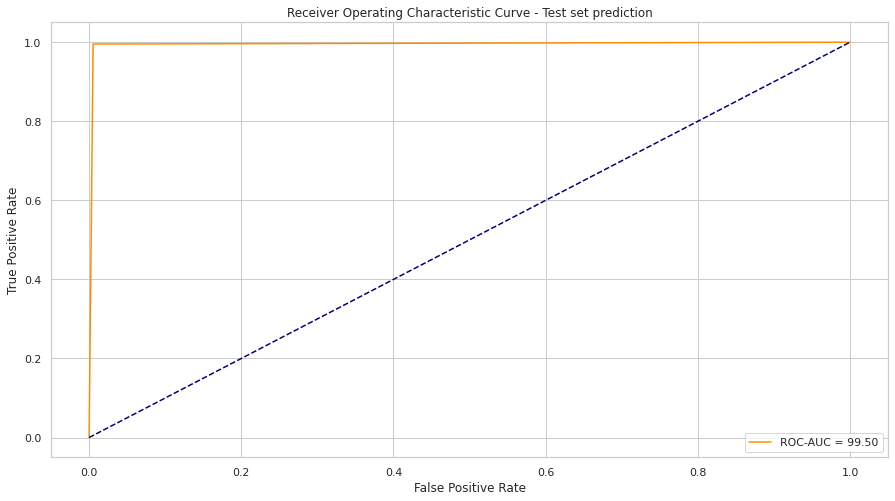 Receiver Operating Characteristic Curve - Test set prediction
True Positive Rate
1.0
0.8
0.6
0.4
0.2
0.0
0.0 0.2 0.4 0.6 0.8 1.0
False Positive Rate
ROC-AUC = 99.50